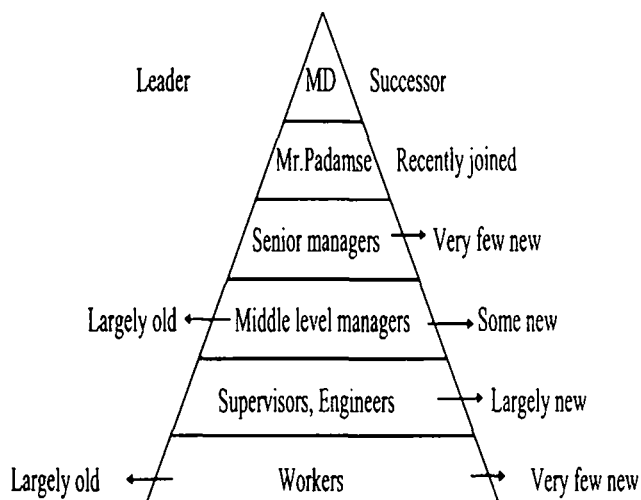 Leader MD Successor
Mr.Padamse Recently joined
Senior managers Very few new
Largely old Middle level managers Some new
Supervisors, Engineers Largely new
Largely old Workers Very few new